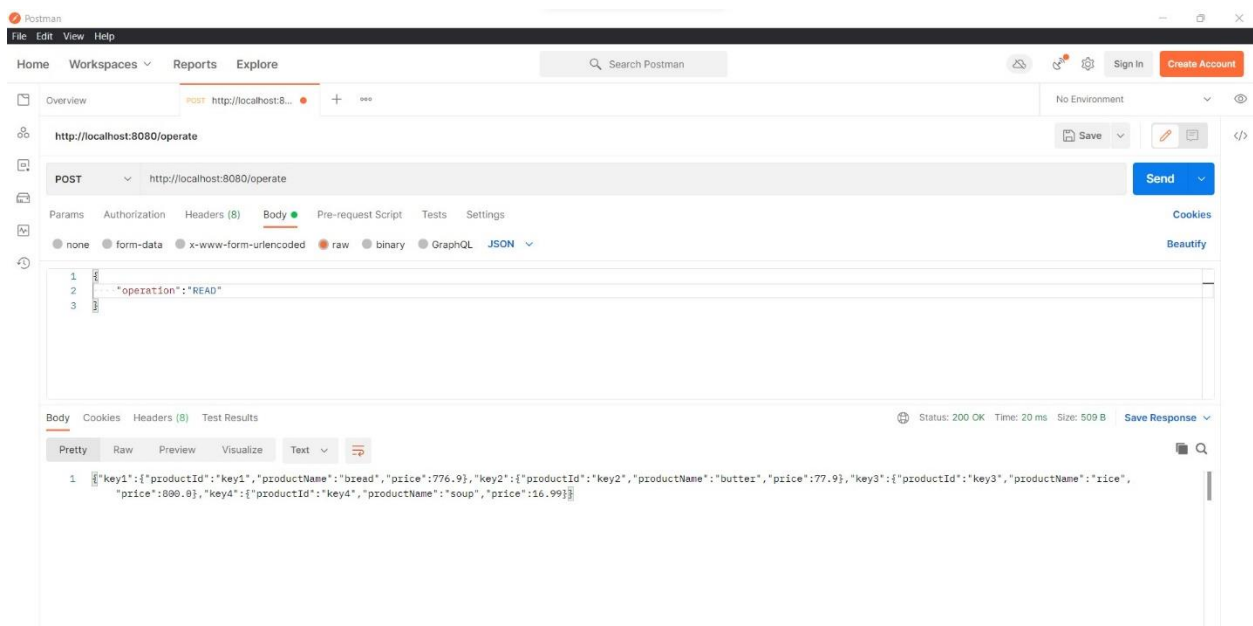 Postman
File Edit View Help
Home Workspaces Reports Explore Search Postman Sign In Create Account
Overview POST http://localhost:8... No Environment
http://localhost:8080/operate Save
POST http://localhost:8080/operate Send
Params Authorization Headers (8) Body Pre-request Script Tests Settings Cookies
none form-data x-www-form-urlencoded raw binary GraphQL JSON Beautify
1 {
2 "operation":"READ"
3 }
Body Cookies Headers (8) Test Results Status: 200 OK Time: 20 ms Size: 509 B Save Response
Pretty Raw Preview Visualize Text
1 {"key1":{"productId":"key1","productName":"bread","price":776.9},"key2":{"productId":"key2","productName":"butter","price":77.9},"key3":{"productId":"key3","productName":"rice",
"price":800.0},"key4":{"productId":"key4","productName":"soup","price":16.99}}